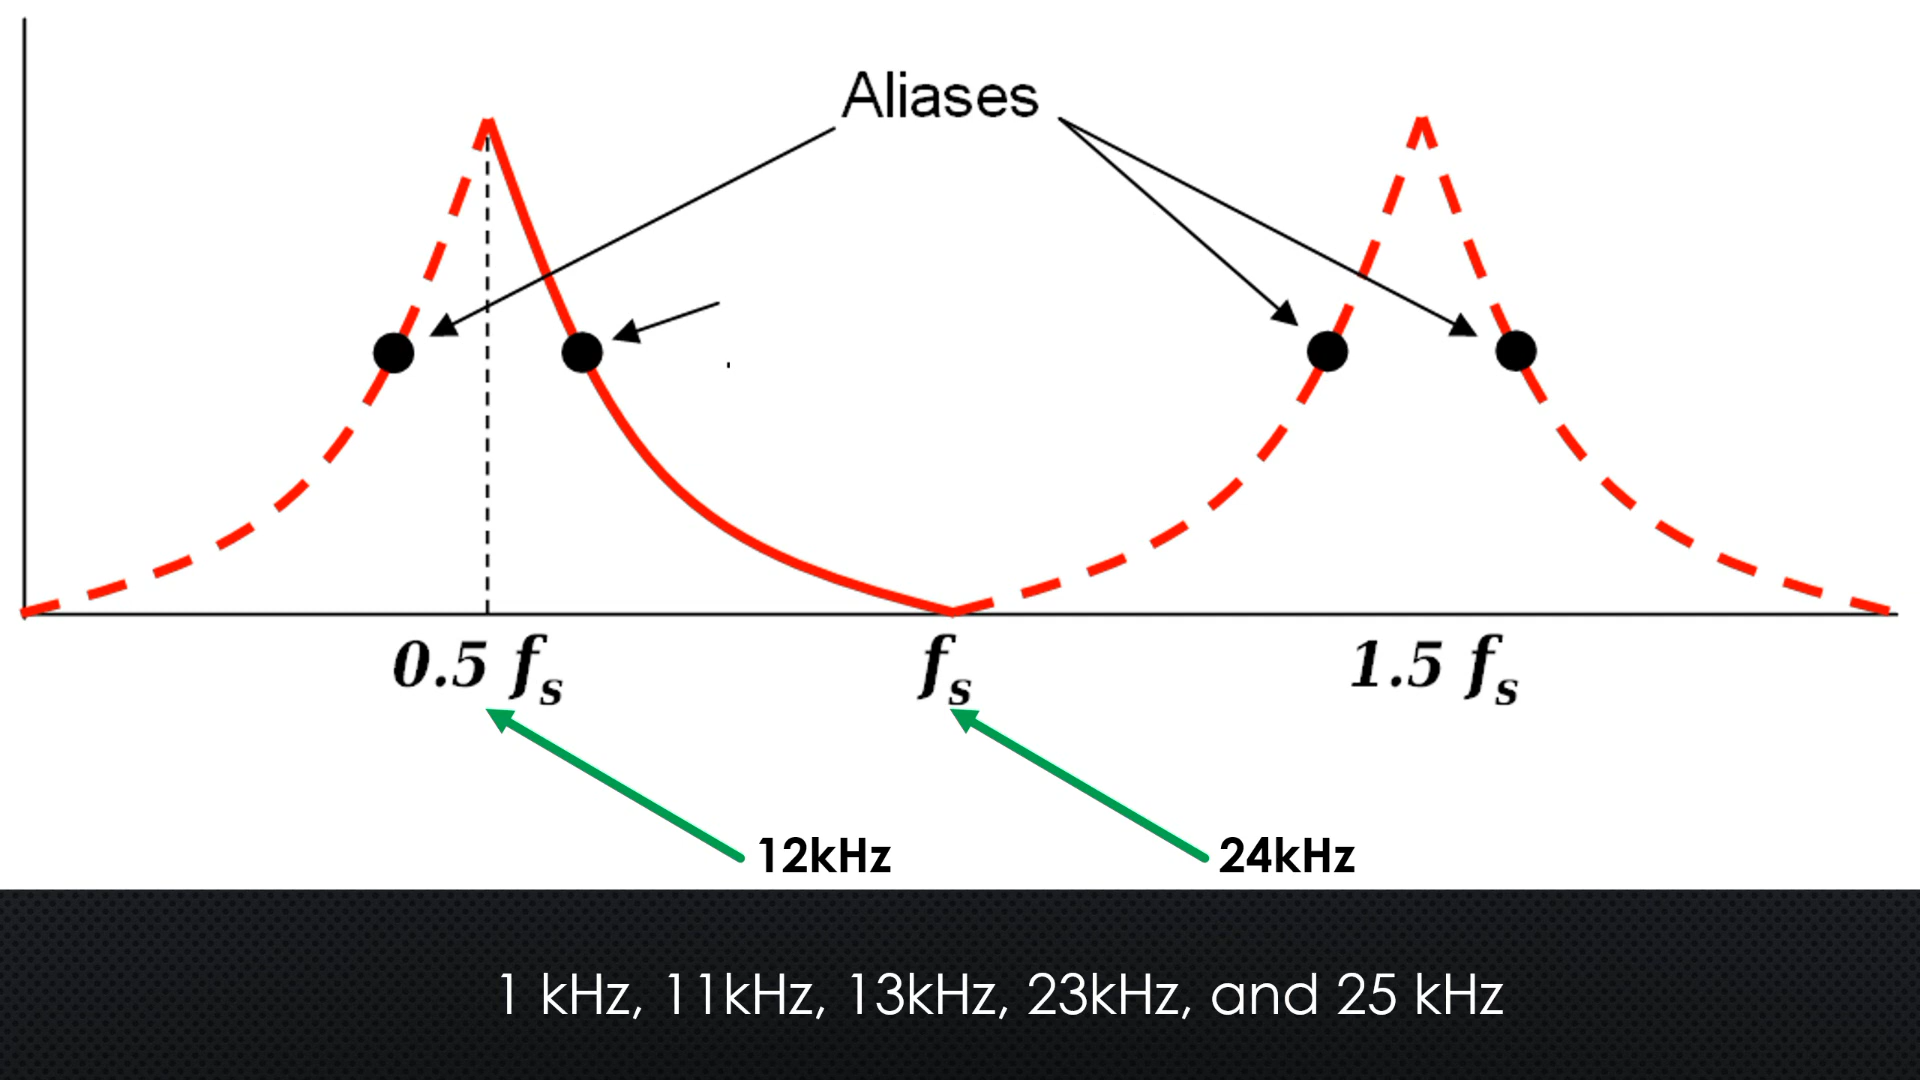 Aliases
0.5 fs
fs
1.5 fs
12kHz
24kHz
1 kHz, 11kHz, 13kHz, 23kHz, and 25 kHz